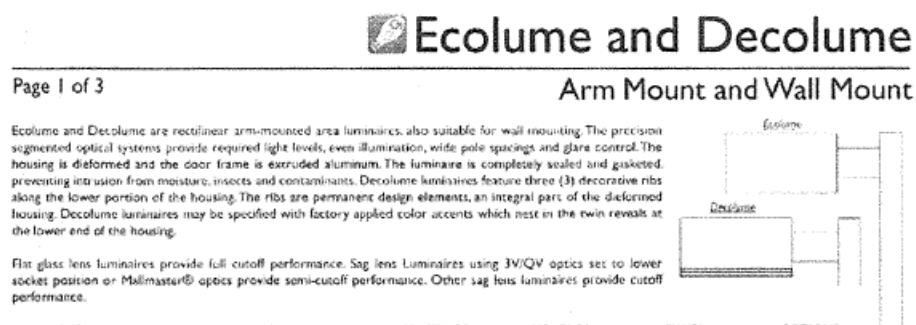 Ecolume and Decolume
Page 1 of 3
Arm Mount and Wall Mount
Ecolume and Decolume are rectilinear arm-mounted area luminaires, also suitable for wall mounting. The precision
segmented optical systems provide required light levels, even illumination, wide pole spacings and glare control. The
housing is dieformed and the door frame is extruded aluminum. The luminaire is completely sealed and gasketed,
preventing intrusion from moisture, insects and contaminants. Decolume luminaires feature three (3) decorative ribs
along the lower portion of the housing. The ribs are permanent design elements, an integral part of the dieformed
housing. Decolume luminaires may be specified with factory applied color accents which nest in the twin reveals at
the lower end of the housing.
Flat glass lens luminaires provide full cutoff performance. Sag lens Luminaires using 3V/QV optics set to lower
socket position or Mallmaster® optics provide semi-cutoff performance. Other sag lens luminaires provide cutoff
performance.
Ecolume
Decolume